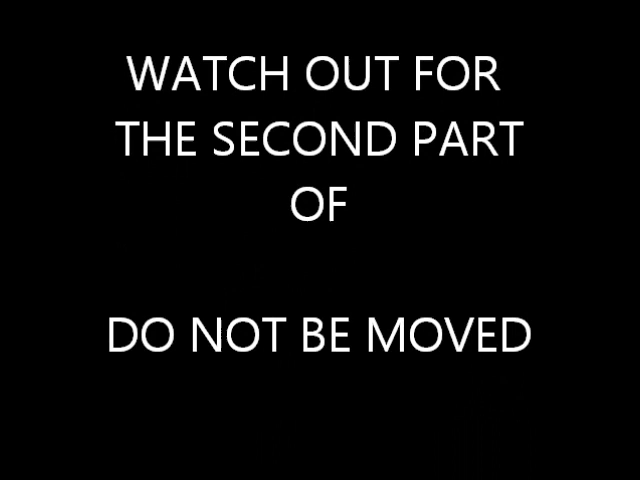 WATCH OUT FOR
THE SECOND PART
OF
DO NOT BE MOVED